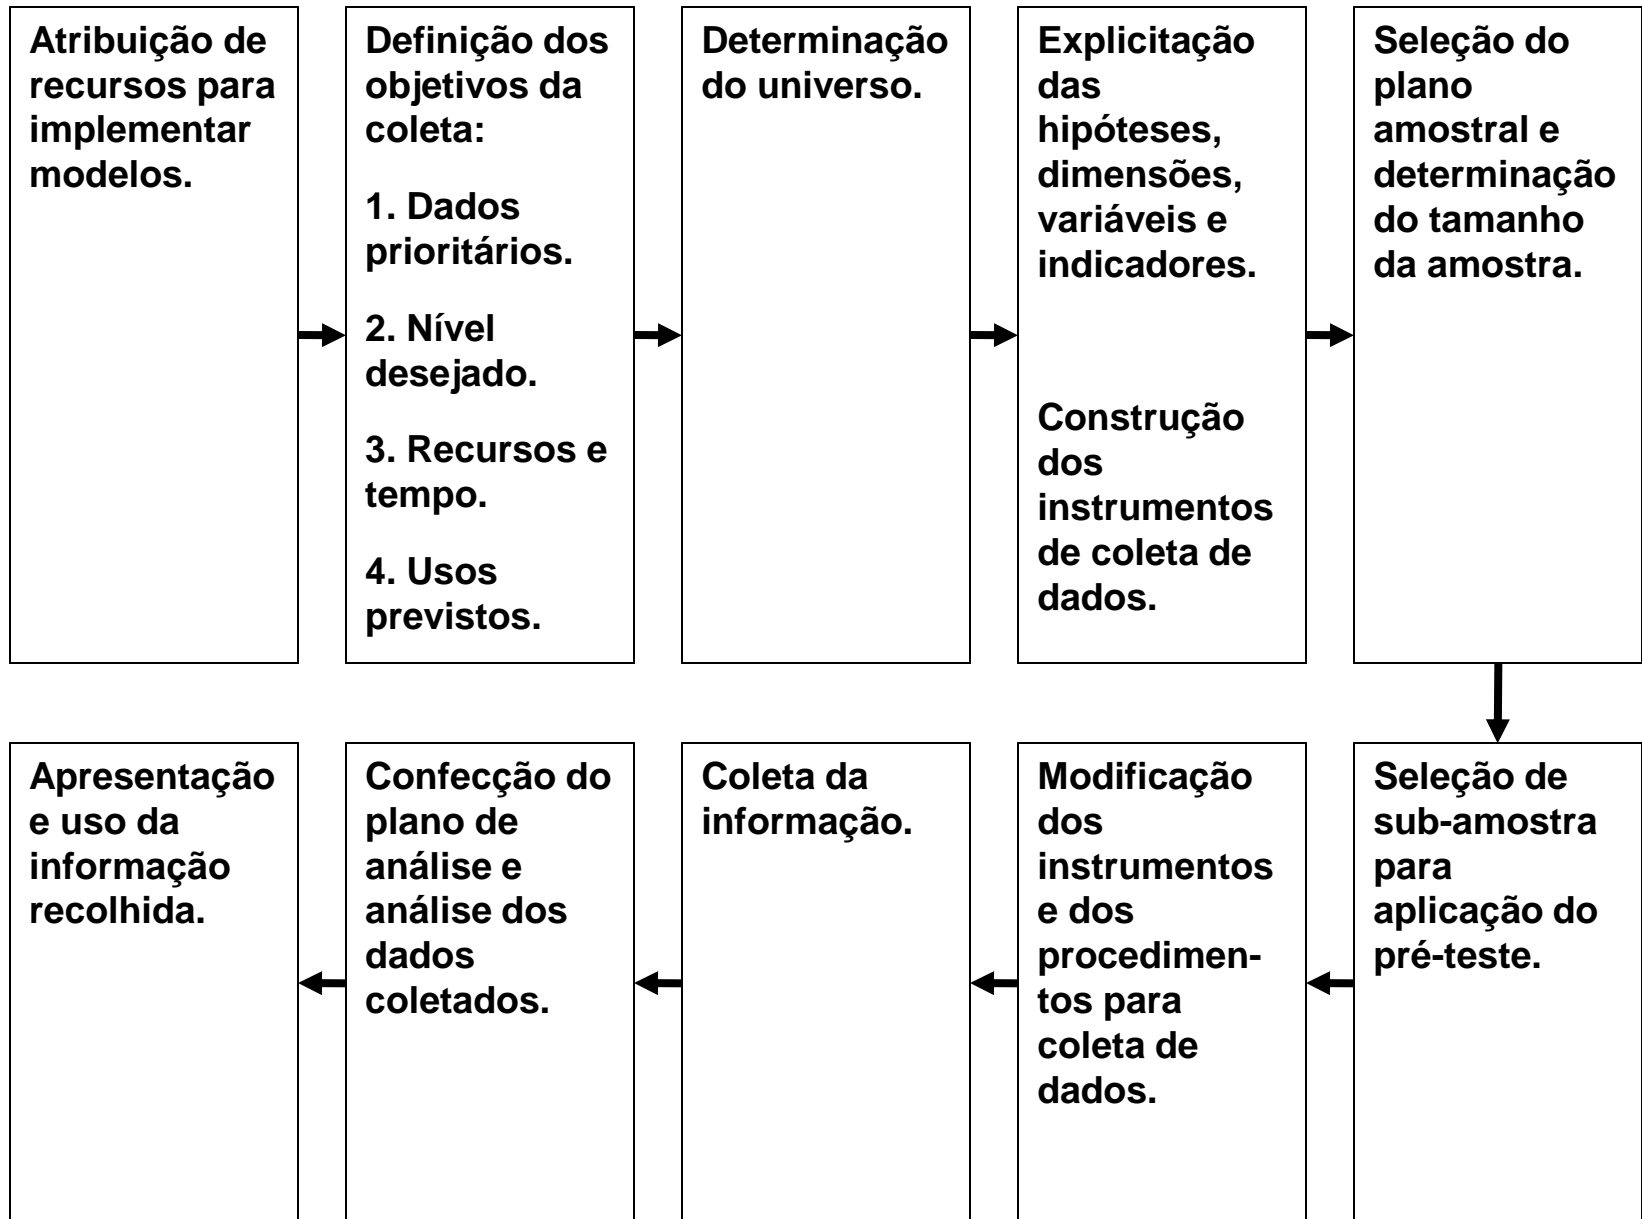 Atribuição de
recursos para
implementar
modelos.
Definição dos
objetivos da
coleta:
1. Dados
prioritários.
2. Nível
desejado.
3. Recursos e
tempo.
4. Usos
previstos.
Determinação
do universo.
Explicitação
das
hipóteses,
dimensões,
variáveis e
indicadores.
Construção
dos
instrumentos
de coleta de
dados.
Seleção do
plano
amostral e
determinação
do tamanho
da amostra.
Seleção de
sub-amostra
para
aplicação do
pré-teste.
Modificação
dos
instrumentos
e dos
procedimen-
tos para
coleta de
dados.
Coleta da
informação.
Confecção do
plano de
análise e
análise dos
dados
coletados.
Apresentação
e uso da
informação
recolhida.